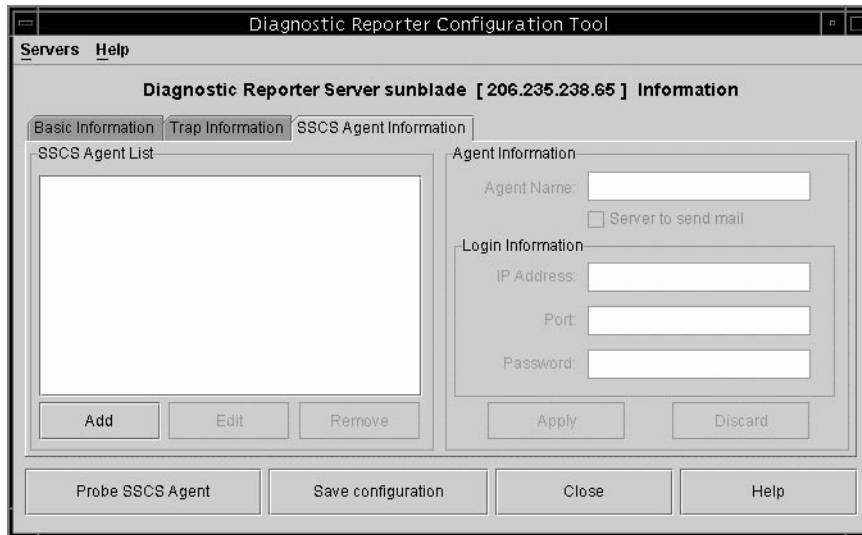 Diagnostic Reporter Configuration Tool
Servers Help
Diagnostic Reporter Server sunblade [ 206.235.238.65 ] Information
Basic Information Trap Information SSCS Agent Information
SSCS Agent List
Agent Information
Agent Name:
Server to send mail
Login Information
IP Address:
Port:
Password:
Add Edit Remove
Apply Discard
Probe SSCS Agent Save configuration Close Help